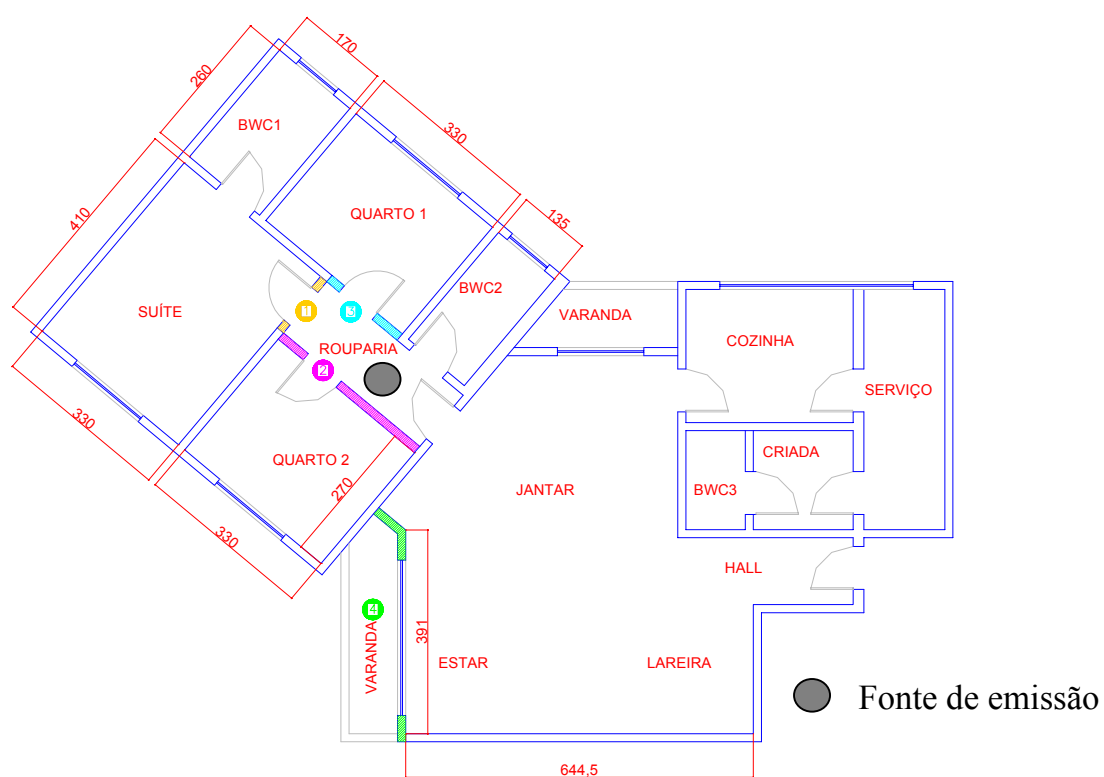 170
260
BWC1
330
410
QUARTO 1
135
BWC2
SUÍTE
1
3
VARANDA
COZINHA
ROUPARIA
2
SERVIÇO
330
QUARTO 2
270
CRIADA
BWC3
JANTAR
330
HALL
4
VARANDA
391
ESTAR
LAREIRA
Fonte de emissão
644,5